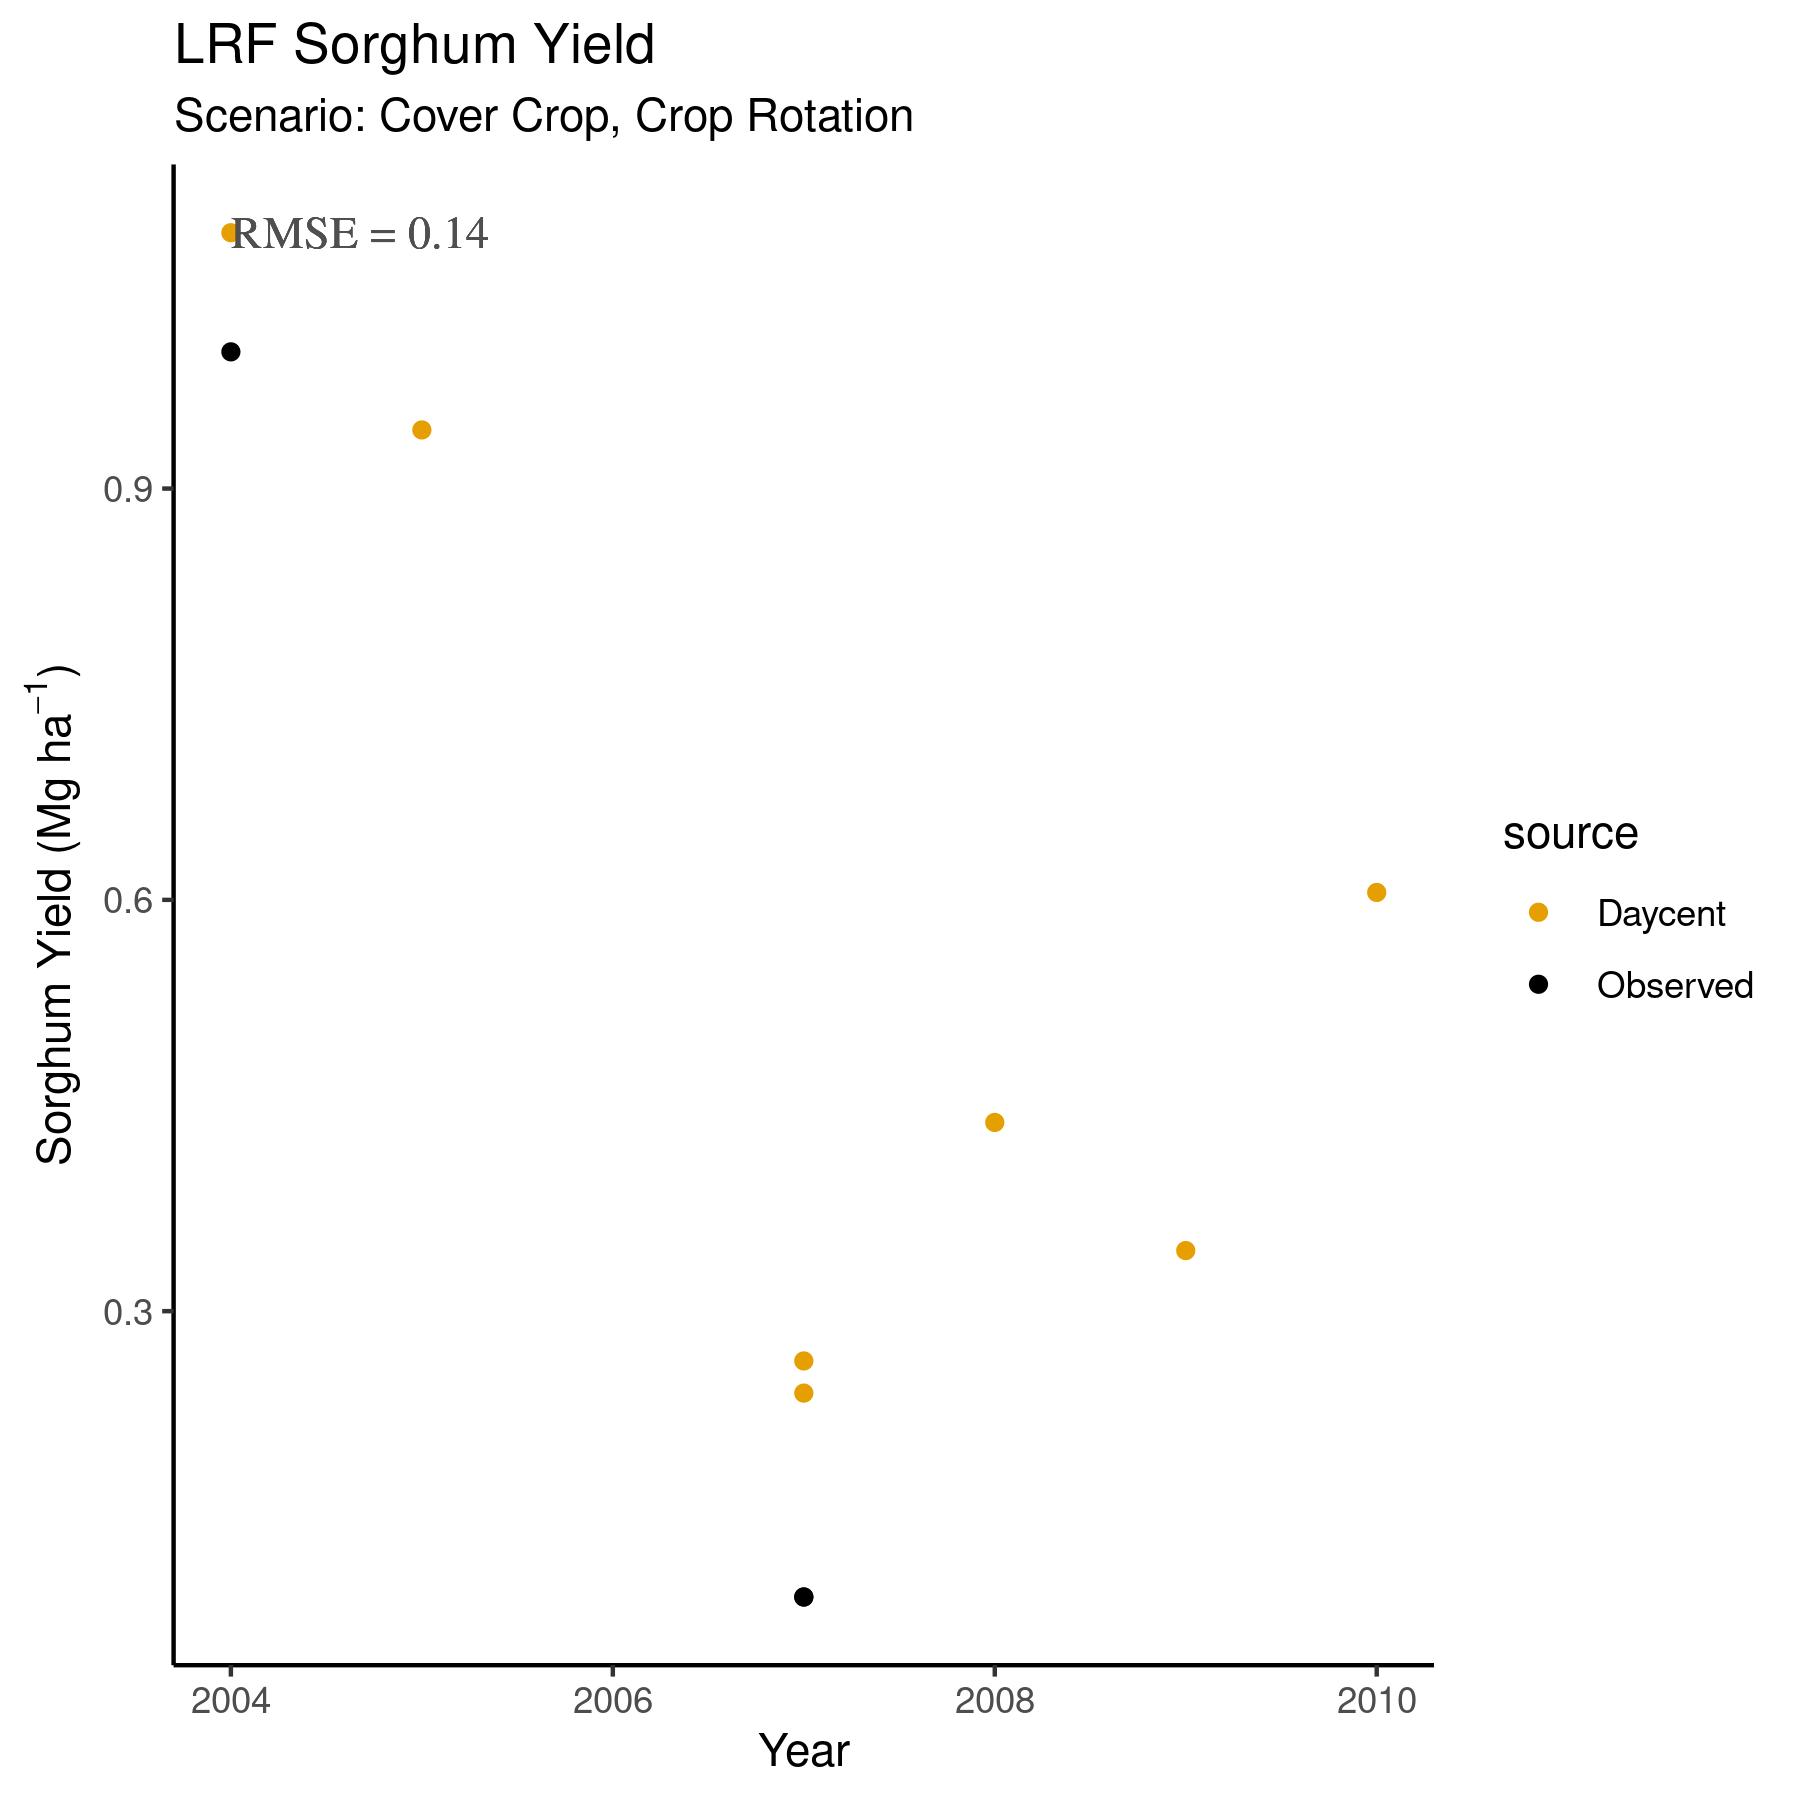 LRF Sorghum Yield
Scenario: Cover Crop, Crop Rotation
RMSE = 0.14
0.9
0.6
0.3
Sorghum Yield (Mg ha⁻¹)
2004 2006 2008 2010
Year
source
Daycent
Observed